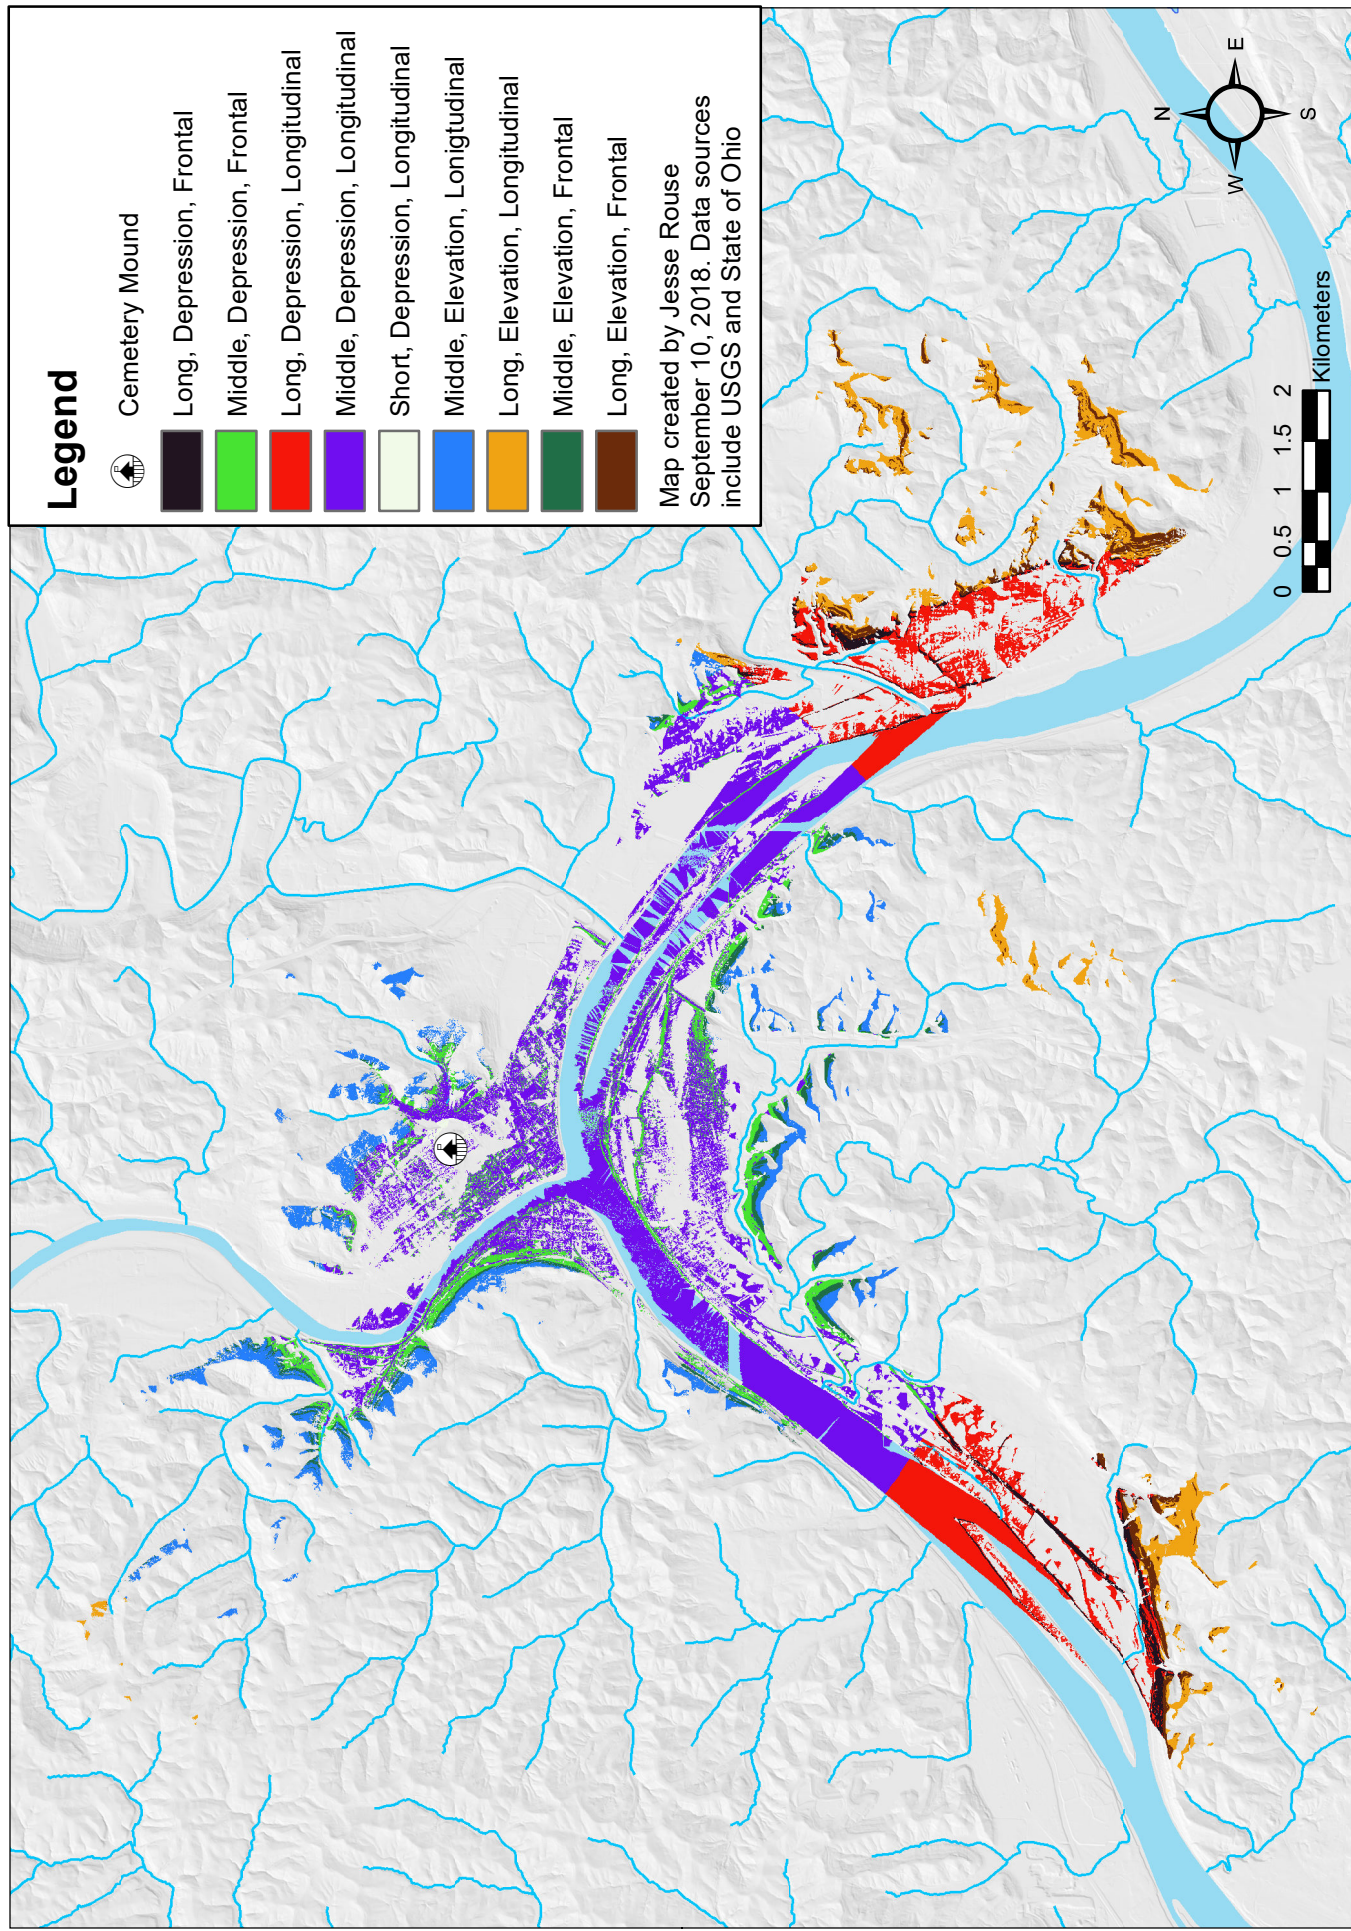 Legend
Cemetery Mound
Long, Depression, Frontal
Middle, Depression, Frontal
Long, Depression, Longitudinal
Middle, Depression, Longitudinal
Short, Depression, Longitudinal
Middle, Elevation, Lonigtudinal
Long, Elevation, Longitudinal
Middle, Elevation, Frontal
Long, Elevation, Frontal
Map created by Jesse Rouse
September 10, 2018. Data sources
include USGS and State of Ohio
N
W
E
S
0 0.5 1 1.5 2
Kilometers